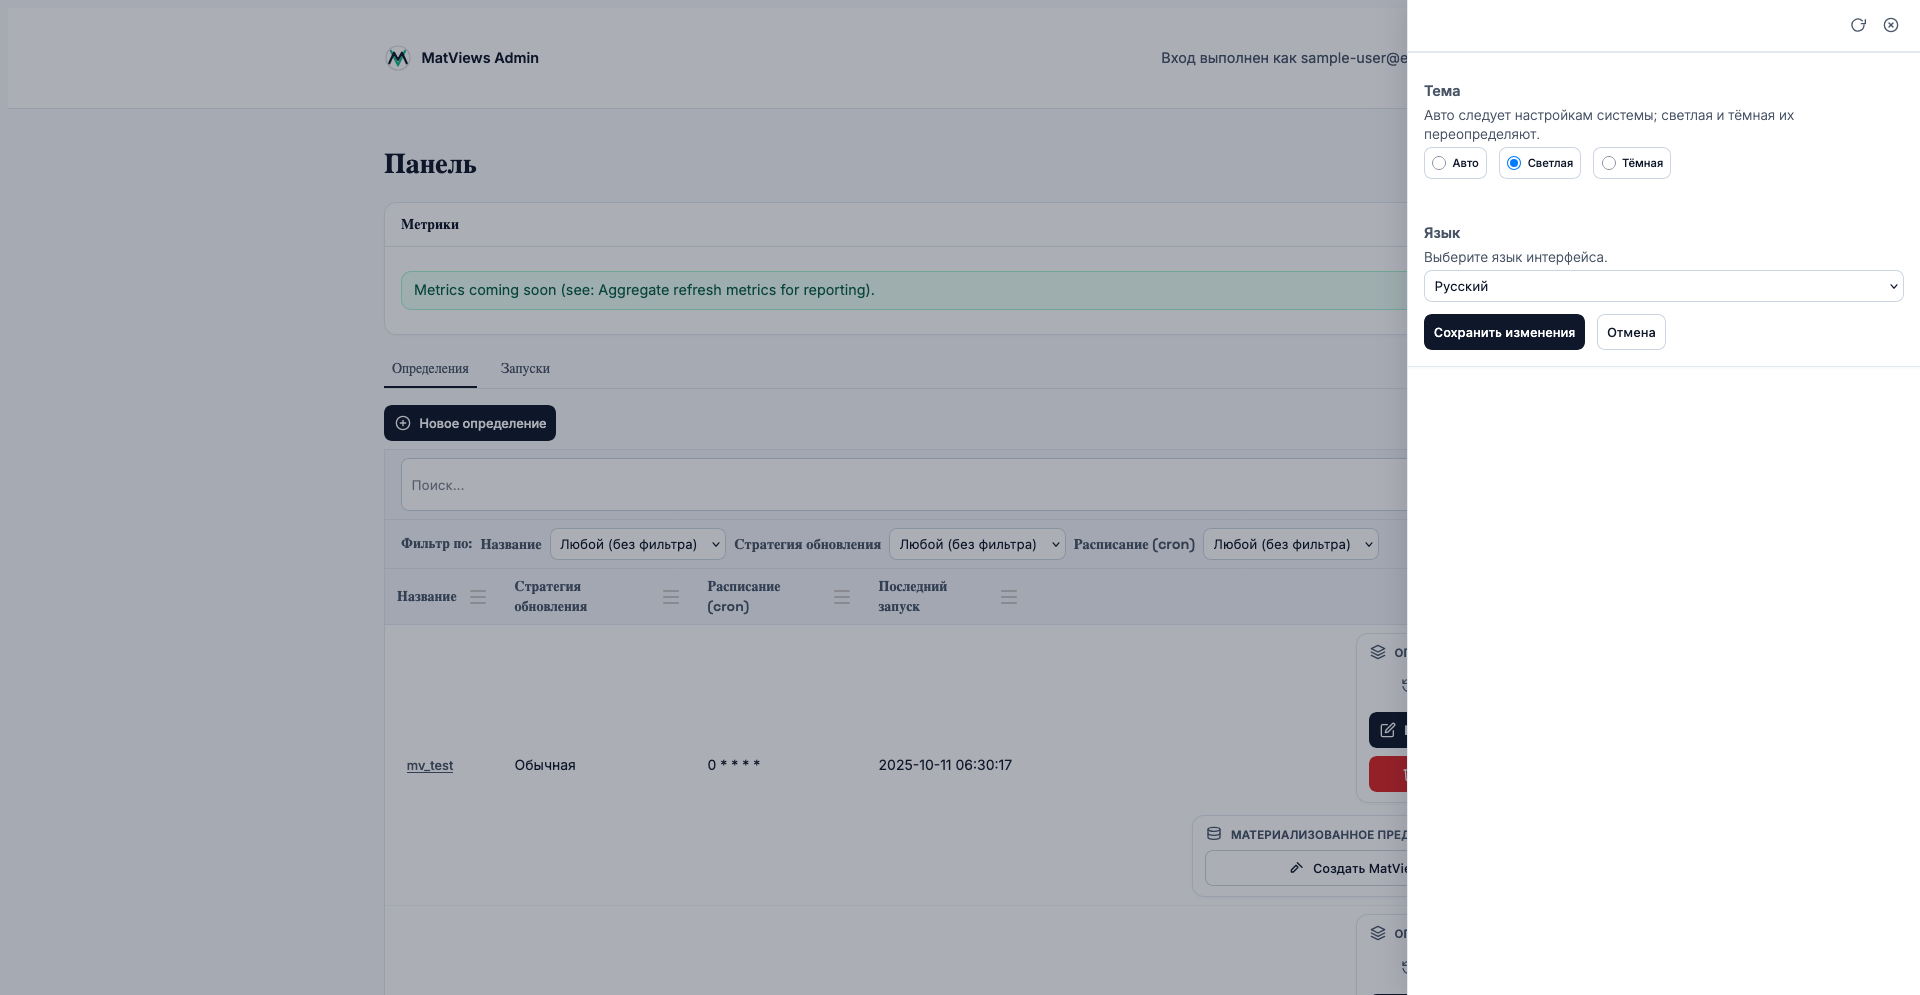 MatViews Admin
Вход выполнен как sample-user@e
Панель
Метрики
Metrics coming soon (see: Aggregate refresh metrics for reporting).
Определения
Запуски
Новое определение
Поиск...
Фильтр по: Название Любой (без фильтра) Стратегия обновления Любой (без фильтра) Расписание (cron) Любой (без фильтра)
Название
Стратегия
обновления
Расписание
(cron)
Последний
запуск
mv_test
Обычная
0 * * * *
2025-10-11 06:30:17
МАТЕРИАЛИЗОВАННОЕ ПРЕД
Создать MatVie
Тема
Авто следует настройкам системы; светлая и тёмная их
переопределяют.
Авто
Светлая
Тёмная
Язык
Выберите язык интерфейса.
Русский
Сохранить изменения
Отмена